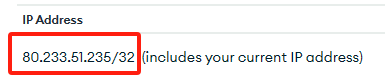 IP Address
80.233.51.235/32 (includes your current IP address)